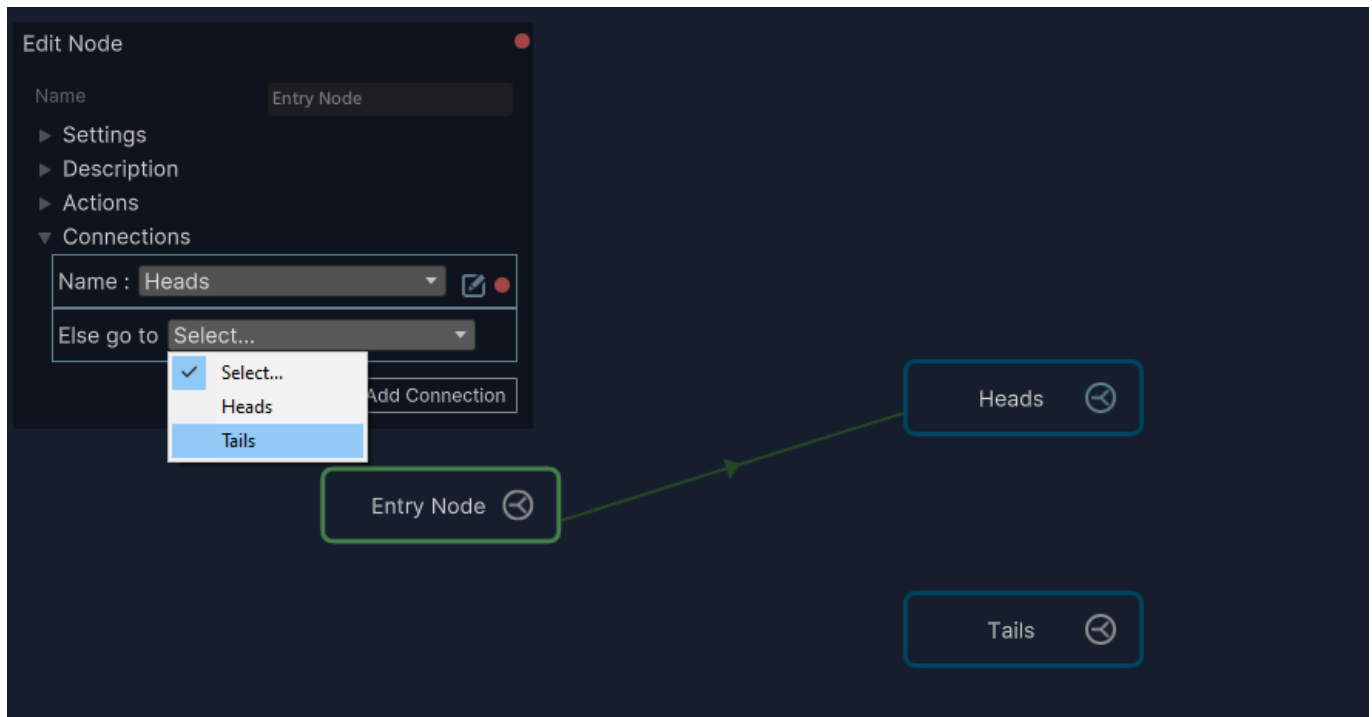 Edit Node
Name Entry Node
Settings
Description
Actions
Connections
Name : Heads
Else go to Select...
Select...
Heads
Tails
Add Connection
Heads
Entry Node
Tails